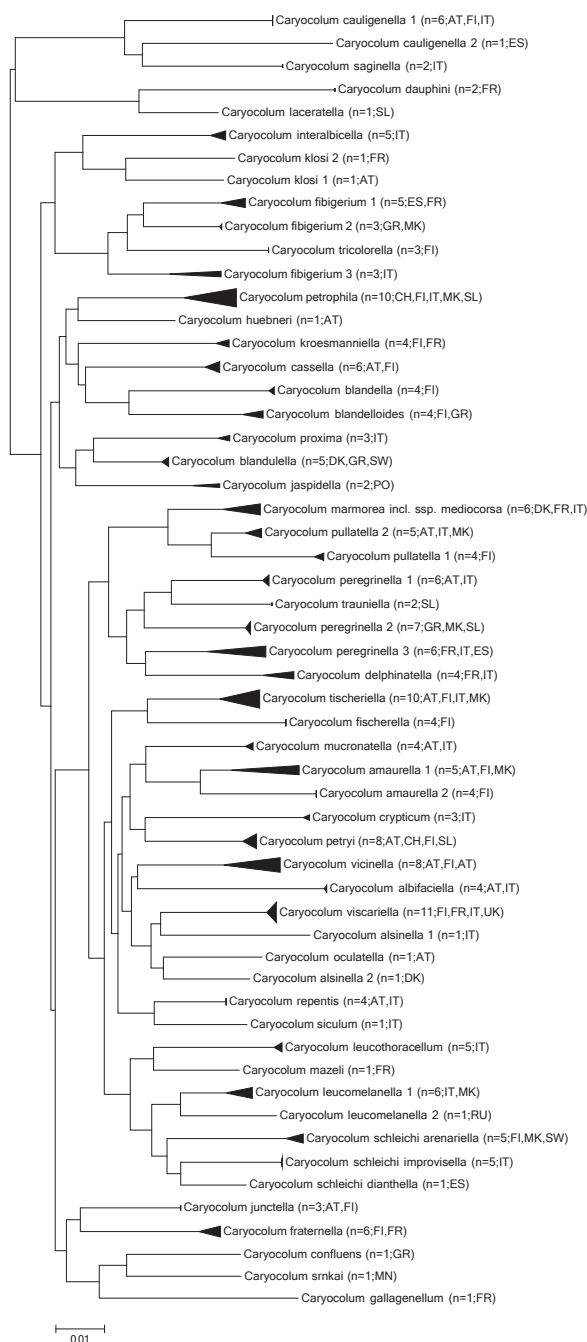 Caryocolum cauligenella 1 (n=6;AT,FI,IT)
Caryocolum cauligenella 2 (n=1;ES)
Caryocolum saginella (n=2;IT)
Caryocolum dauphini (n=2;FR)
Caryocolum laceratella (n=1;SL)
Caryocolum interalbicella (n=5;IT)
Caryocolum klosi 2 (n=1;FR)
Caryocolum klosi 1 (n=1;AT)
Caryocolum fibigerium 1 (n=5;ES,FR)
Caryocolum fibigerium 2 (n=3;GR,MK)
Caryocolum tricolorella (n=3;FI)
Caryocolum fibigerium 3 (n=3;IT)
Caryocolum petrophila (n=10;CH,FI,IT,MK,SL)
Caryocolum huebneri (n=1;AT)
Caryocolum kroesmanniella (n=4;FI,FR)
Caryocolum cassella (n=6;AT,FI)
Caryocolum blandella (n=4;FI)
Caryocolum blandelloides (n=4;FI,GR)
Caryocolum proxima (n=3;IT)
Caryocolum blandulella (n=5;DK,GR,SW)
Caryocolum jaspidella (n=2;PO)
Caryocolum marmorea incl. ssp. mediocorsa (n=6;DK,FR,IT)
Caryocolum pullatella 2 (n=5;AT,IT,MK)
Caryocolum pullatella 1 (n=4;FI)
Caryocolum peregrinella 1 (n=6;AT,IT)
Caryocolum trauniella (n=2;SL)
Caryocolum peregrinella 2 (n=7;GR,MK,SL)
Caryocolum peregrinella 3 (n=6;FR,IT,ES)
Caryocolum delphinatella (n=4;FR,IT)
Caryocolum tischeriella (n=10;AT,FI,IT,MK)
Caryocolum fischerella (n=4;FI)
Caryocolum mucronatella (n=4;AT,IT)
Caryocolum amaurella 1 (n=5;AT,FI,MK)
Caryocolum amaurella 2 (n=4;FI)
Caryocolum crypticum (n=3;IT)
Caryocolum petryi (n=8;AT,CH,FI,SL)
Caryocolum vicinella (n=8;AT,FI,AT)
Caryocolum albifaciella (n=4;AT,IT)
Caryocolum viscariella (n=11;FI,FR,IT,UK)
Caryocolum alsinella 1 (n=1;IT)
Caryocolum oculatella (n=1;AT)
Caryocolum alsinella 2 (n=1;DK)
Caryocolum repentis (n=4;AT,IT)
Caryocolum siculum (n=1;IT)
Caryocolum leucothoracellum (n=5;IT)
Caryocolum mazeli (n=1;FR)
Caryocolum leucomelanella 1 (n=6;IT,MK)
Caryocolum leucomelanella 2 (n=1;RU)
Caryocolum schleichi arenariella (n=5;FI,MK,SW)
Caryocolum schleichi improvisella (n=5;IT)
Caryocolum schleichi dianthella (n=1;ES)
Caryocolum junctella (n=3;AT,FI)
Caryocolum fraternella (n=6;FI,FR)
Caryocolum confluens (n=1;GR)
Caryocolum srnkai (n=1;MN)
Caryocolum gallagenellum (n=1;FR)
0.01